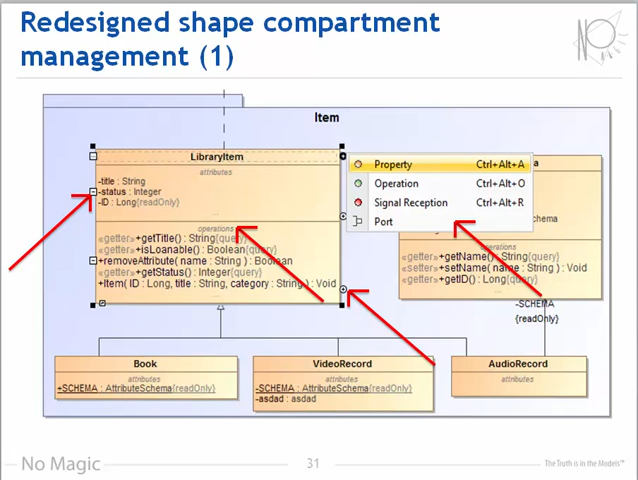 Redesigned shape compartment
management (1)
Item
LibraryItem
attributes
-title : String
-status : Integer
-ID : Long{readOnly}
operations
«getter»+getTitle() : String{query}
«getter»+isLoanable() : Boolean{query}
+removeAttribute( name : String ) : Boolean
«getter»+getStatus() : Integer{query}
+Item( ID : Long, title : String, category : String ) : Void
...
Property Ctrl+Alt+A
Operation Ctrl+Alt+O
Signal Reception Ctrl+Alt+R
Port
a
schema
«getter»+getName() : String{query}
«setter»+setName( name : String ) : Void
«getter»+getID() : Long{query}
...
-SCHEMA
{readOnly}
Book
attributes
+SCHEMA : AttributeSchema{readOnly}
VideoRecord
attributes
-SCHEMA : AttributeSchema{readOnly}
-asdad : asdad
AudioRecord
attributes
No Magic
31
The Truth is in the Models™